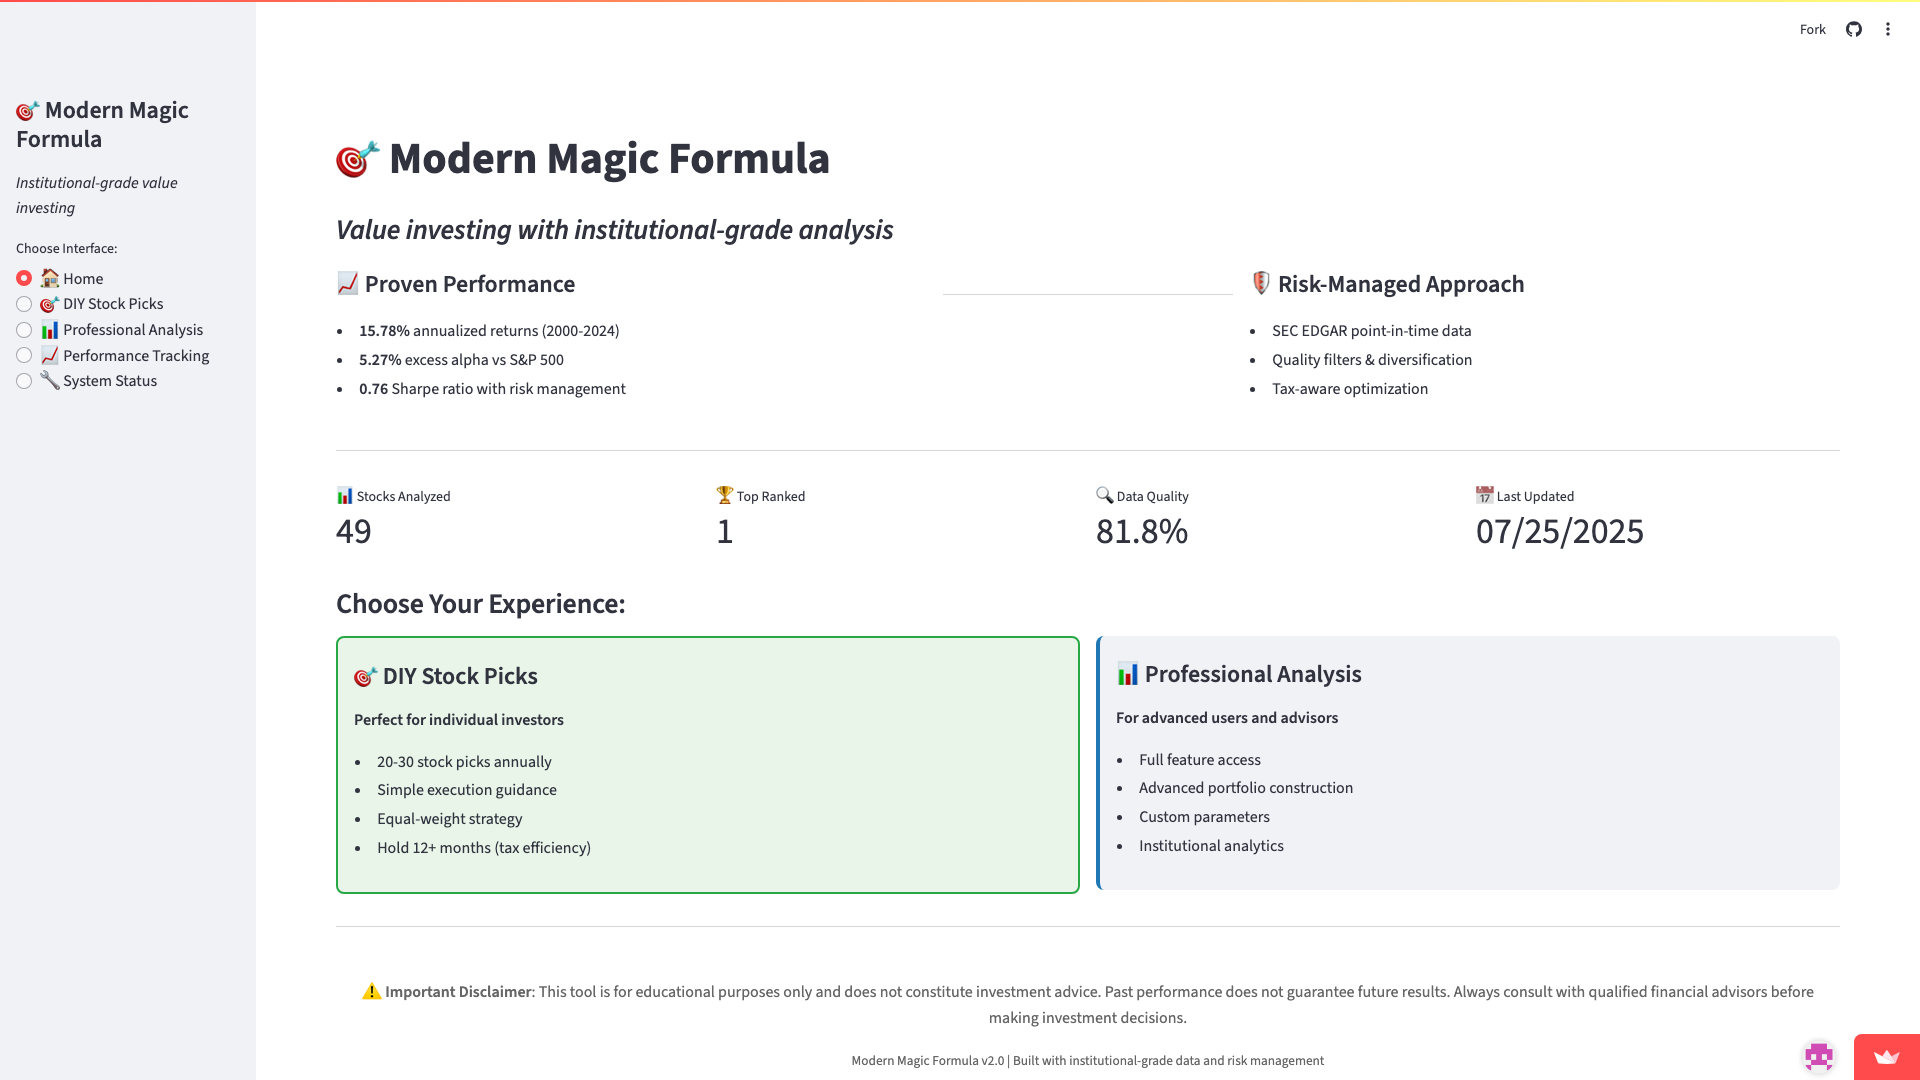 Fork
🎯 Modern Magic
Formula
Institutional-grade value
investing
Choose Interface:
🏠 Home
🎯 DIY Stock Picks
📊 Professional Analysis
📈 Performance Tracking
🔧 System Status
🎯 Modern Magic Formula
Value investing with institutional-grade analysis
📈 Proven Performance
• 15.78% annualized returns (2000-2024)
• 5.27% excess alpha vs S&P 500
• 0.76 Sharpe ratio with risk management
🛡️ Risk-Managed Approach
• SEC EDGAR point-in-time data
• Quality filters & diversification
• Tax-aware optimization
📊 Stocks Analyzed
49
🏆 Top Ranked
1
🔍 Data Quality
81.8%
📅 Last Updated
07/25/2025
Choose Your Experience:
🎯 DIY Stock Picks
Perfect for individual investors
• 20-30 stock picks annually
• Simple execution guidance
• Equal-weight strategy
• Hold 12+ months (tax efficiency)
📊 Professional Analysis
For advanced users and advisors
• Full feature access
• Advanced portfolio construction
• Custom parameters
• Institutional analytics
⚠️ Important Disclaimer: This tool is for educational purposes only and does not constitute investment advice. Past performance does not guarantee future results. Always consult with qualified financial advisors before
making investment decisions.
Modern Magic Formula v2.0 | Built with institutional-grade data and risk management